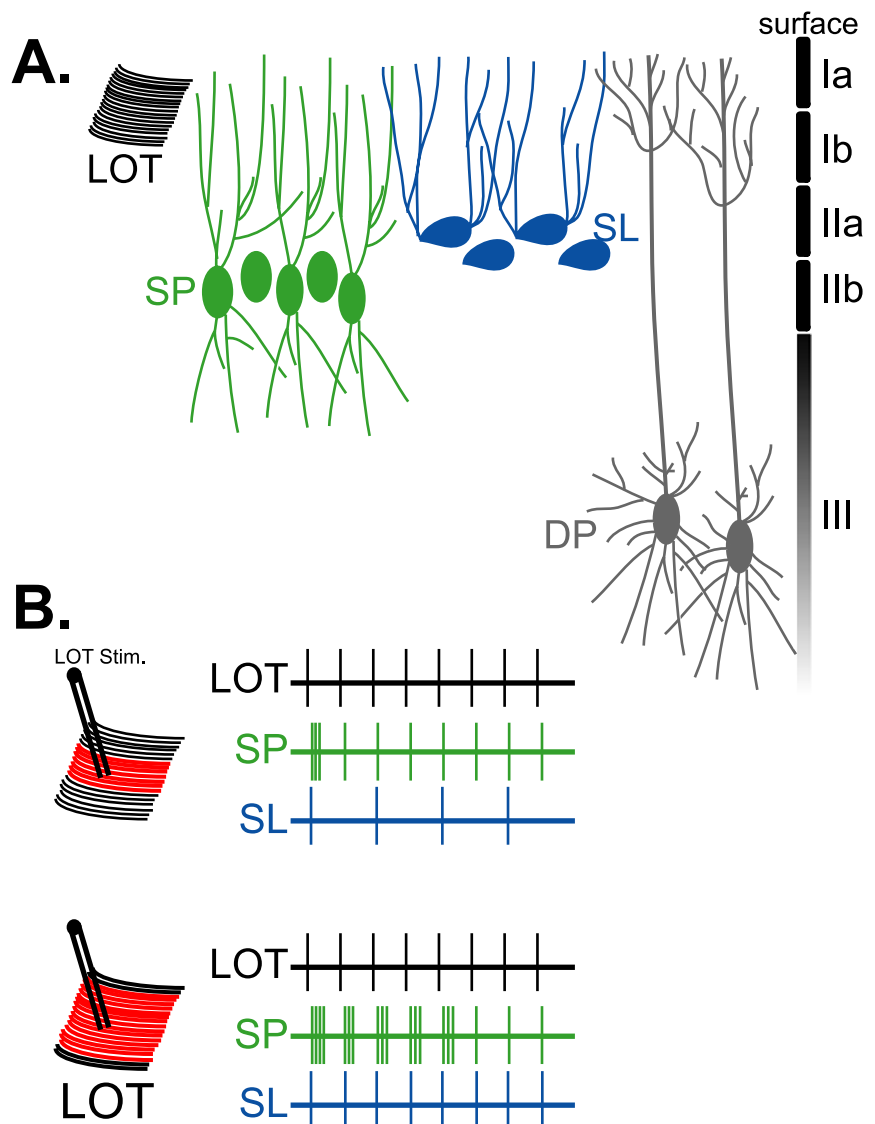 surface
A.
Ia
LOT
Ib
IIa
SL
SP
IIb
III
DP
B.
LOT Stim.
LOT
SP
SL
LOT
SP
LOT
SL